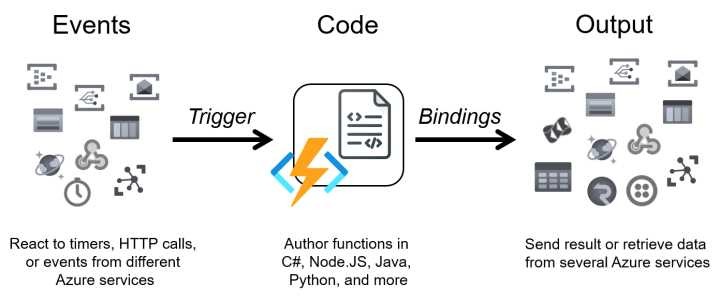 Events
Code
Output
Trigger
Bindings
React to timers, HTTP calls,
or events from different
Azure services
Author functions in
C#, Node.JS, Java,
Python, and more
Send result or retrieve data
from several Azure services